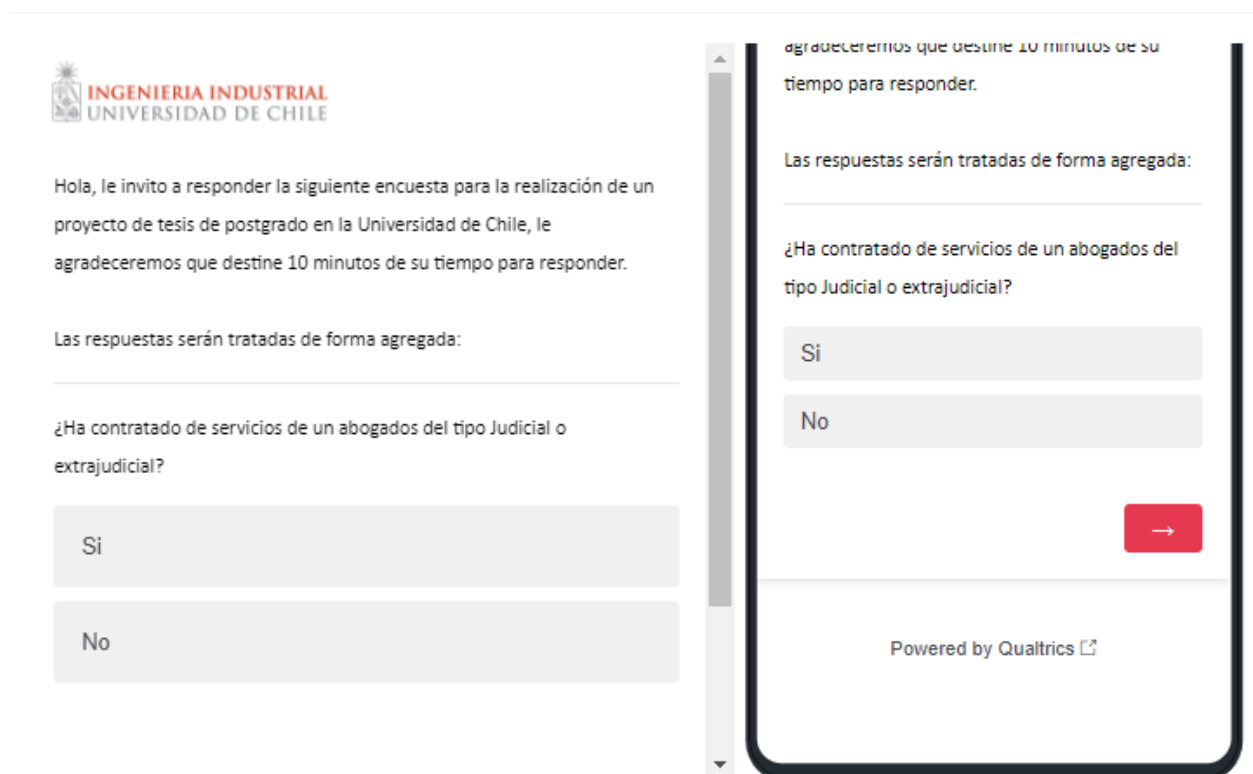 INGENIERIA INDUSTRIAL
UNIVERSIDAD DE CHILE
Hola, le invito a responder la siguiente encuesta para la realización de un
proyecto de tesis de postgrado en la Universidad de Chile, le
agradeceremos que destine 10 minutos de su tiempo para responder.
Las respuestas serán tratadas de forma agregada:
¿Ha contratado de servicios de un abogados del tipo Judicial o
extrajudicial?
Si
No
agradeceremos que destine 10 minutos de su
tiempo para responder.
Las respuestas serán tratadas de forma agregada:
¿Ha contratado de servicios de un abogados del
tipo Judicial o extrajudicial?
Si
No
→
Powered by Qualtrics